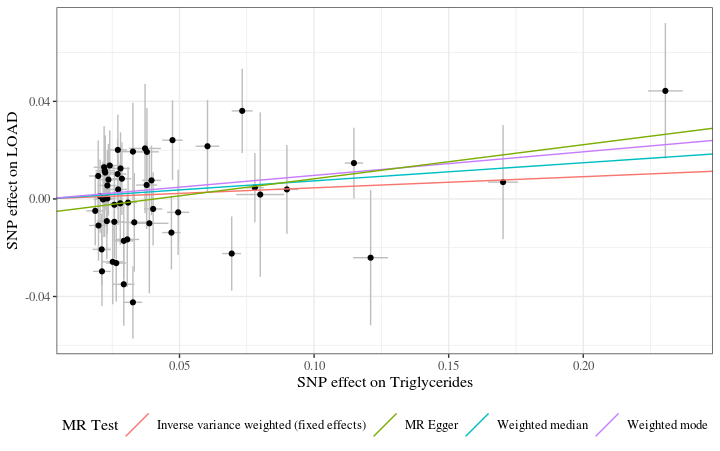 SNP effect on LOAD
0.04
0.00
-0.04
0.05
0.10
0.15
0.20
SNP effect on Triglycerides
MR Test Inverse variance weighted (fixed effects) MR Egger Weighted median Weighted mode